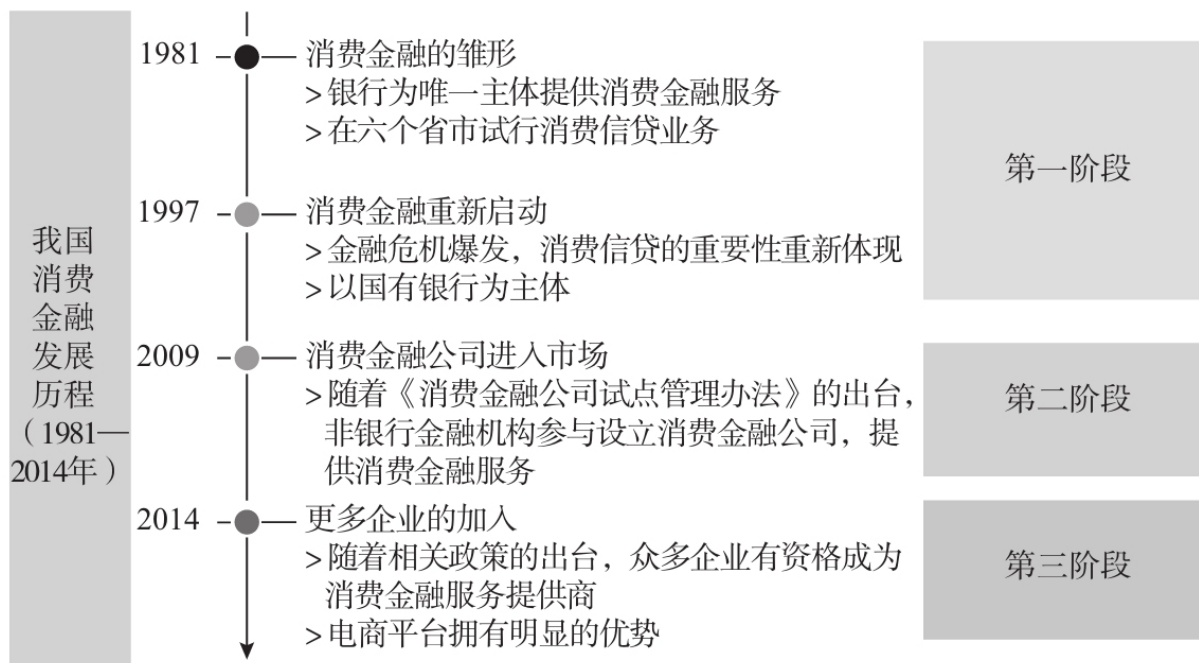 我国
消费
金融
发展
历程
（1981—
2014年）
1981
消费金融的雏形
>银行为唯一主体提供消费金融服务
>在六个省市试行消费信贷业务
第一阶段
1997
消费金融重新启动
>金融危机爆发，消费信贷的重要性重新体现
>以国有银行为主体
2009
消费金融公司进入市场
>随着《消费金融公司试点管理办法》的出台，
非银行金融机构参与设立消费金融公司，提
供消费金融服务
第二阶段
2014
更多企业的加入
>随着相关政策的出台，众多企业有资格成为
消费金融服务提供商
>电商平台拥有明显的优势
第三阶段